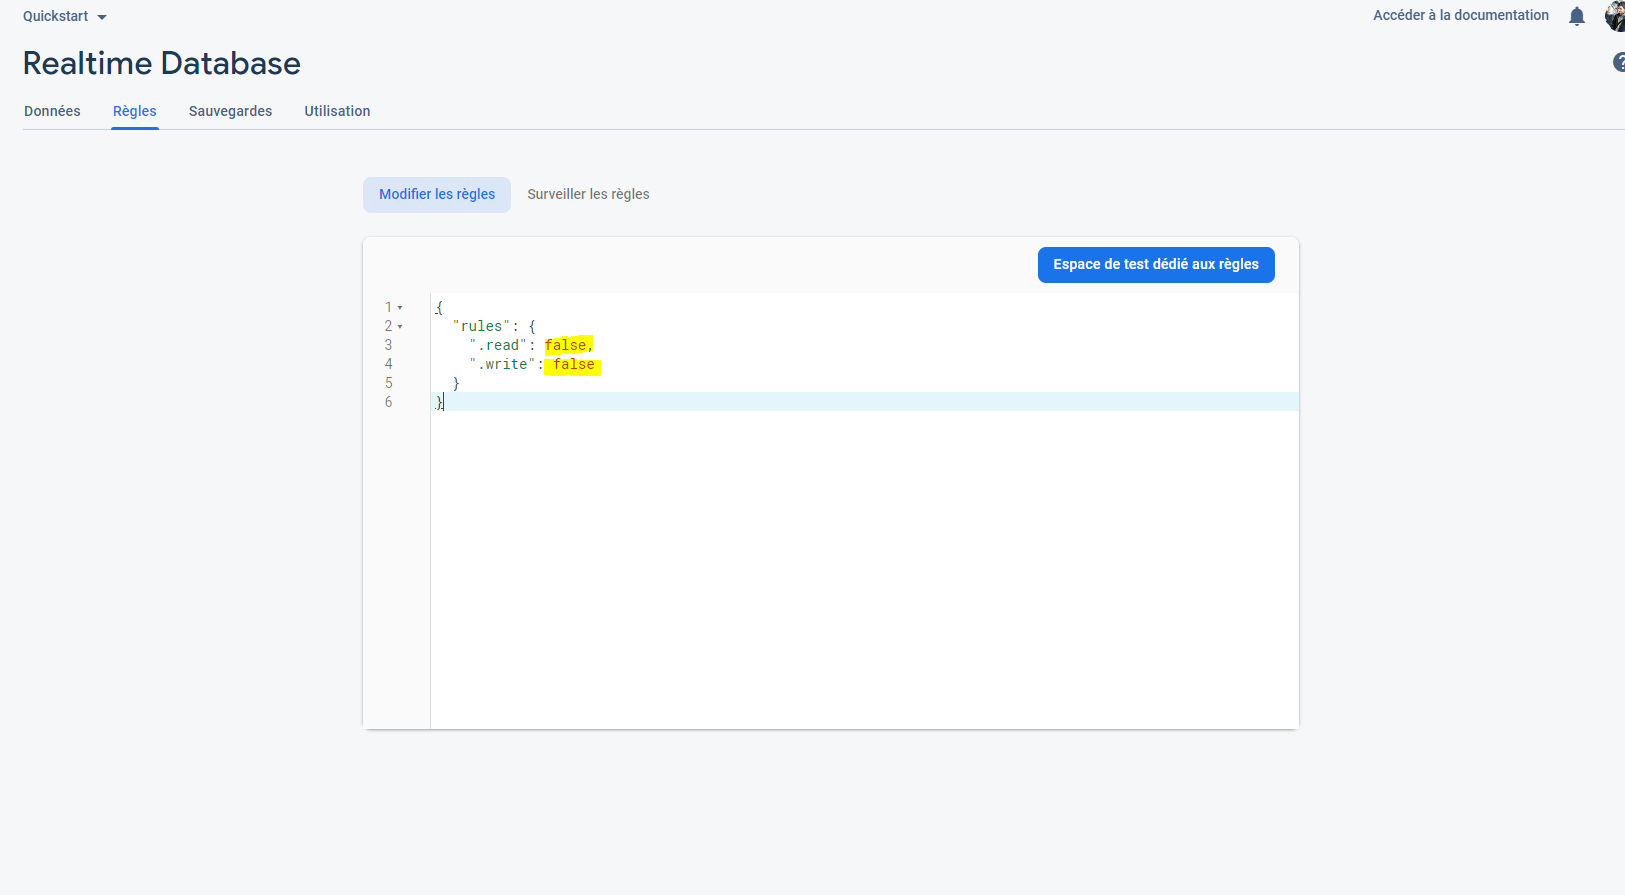 Quickstart
Accéder à la documentation
Realtime Database
?
Données Règles Sauvegardes Utilisation
Modifier les règles Surveiller les règles
Espace de test dédié aux règles
1 {
2 "rules": {
3 ".read": false,
4 ".write": false
5 }
6 }